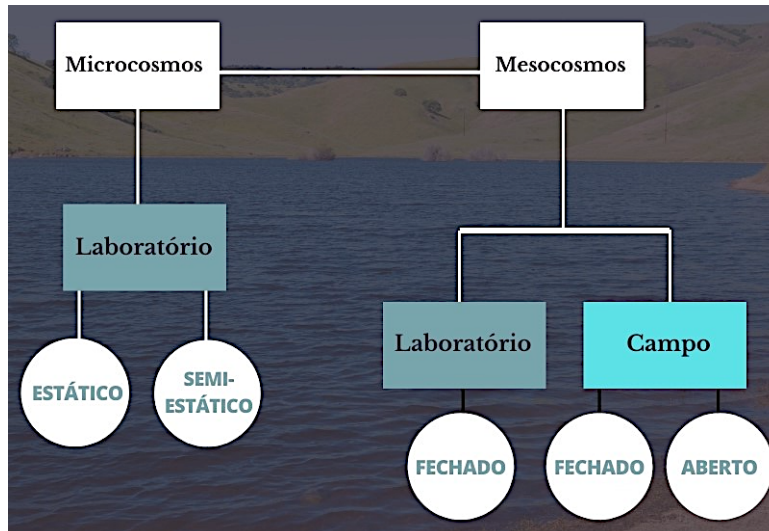 Microcosmos
Mesocosmos
Laboratório
ESTÁTICO
SEMI-
ESTÁTICO
Laboratório
Campo
FECHADO
FECHADO
ABERTO